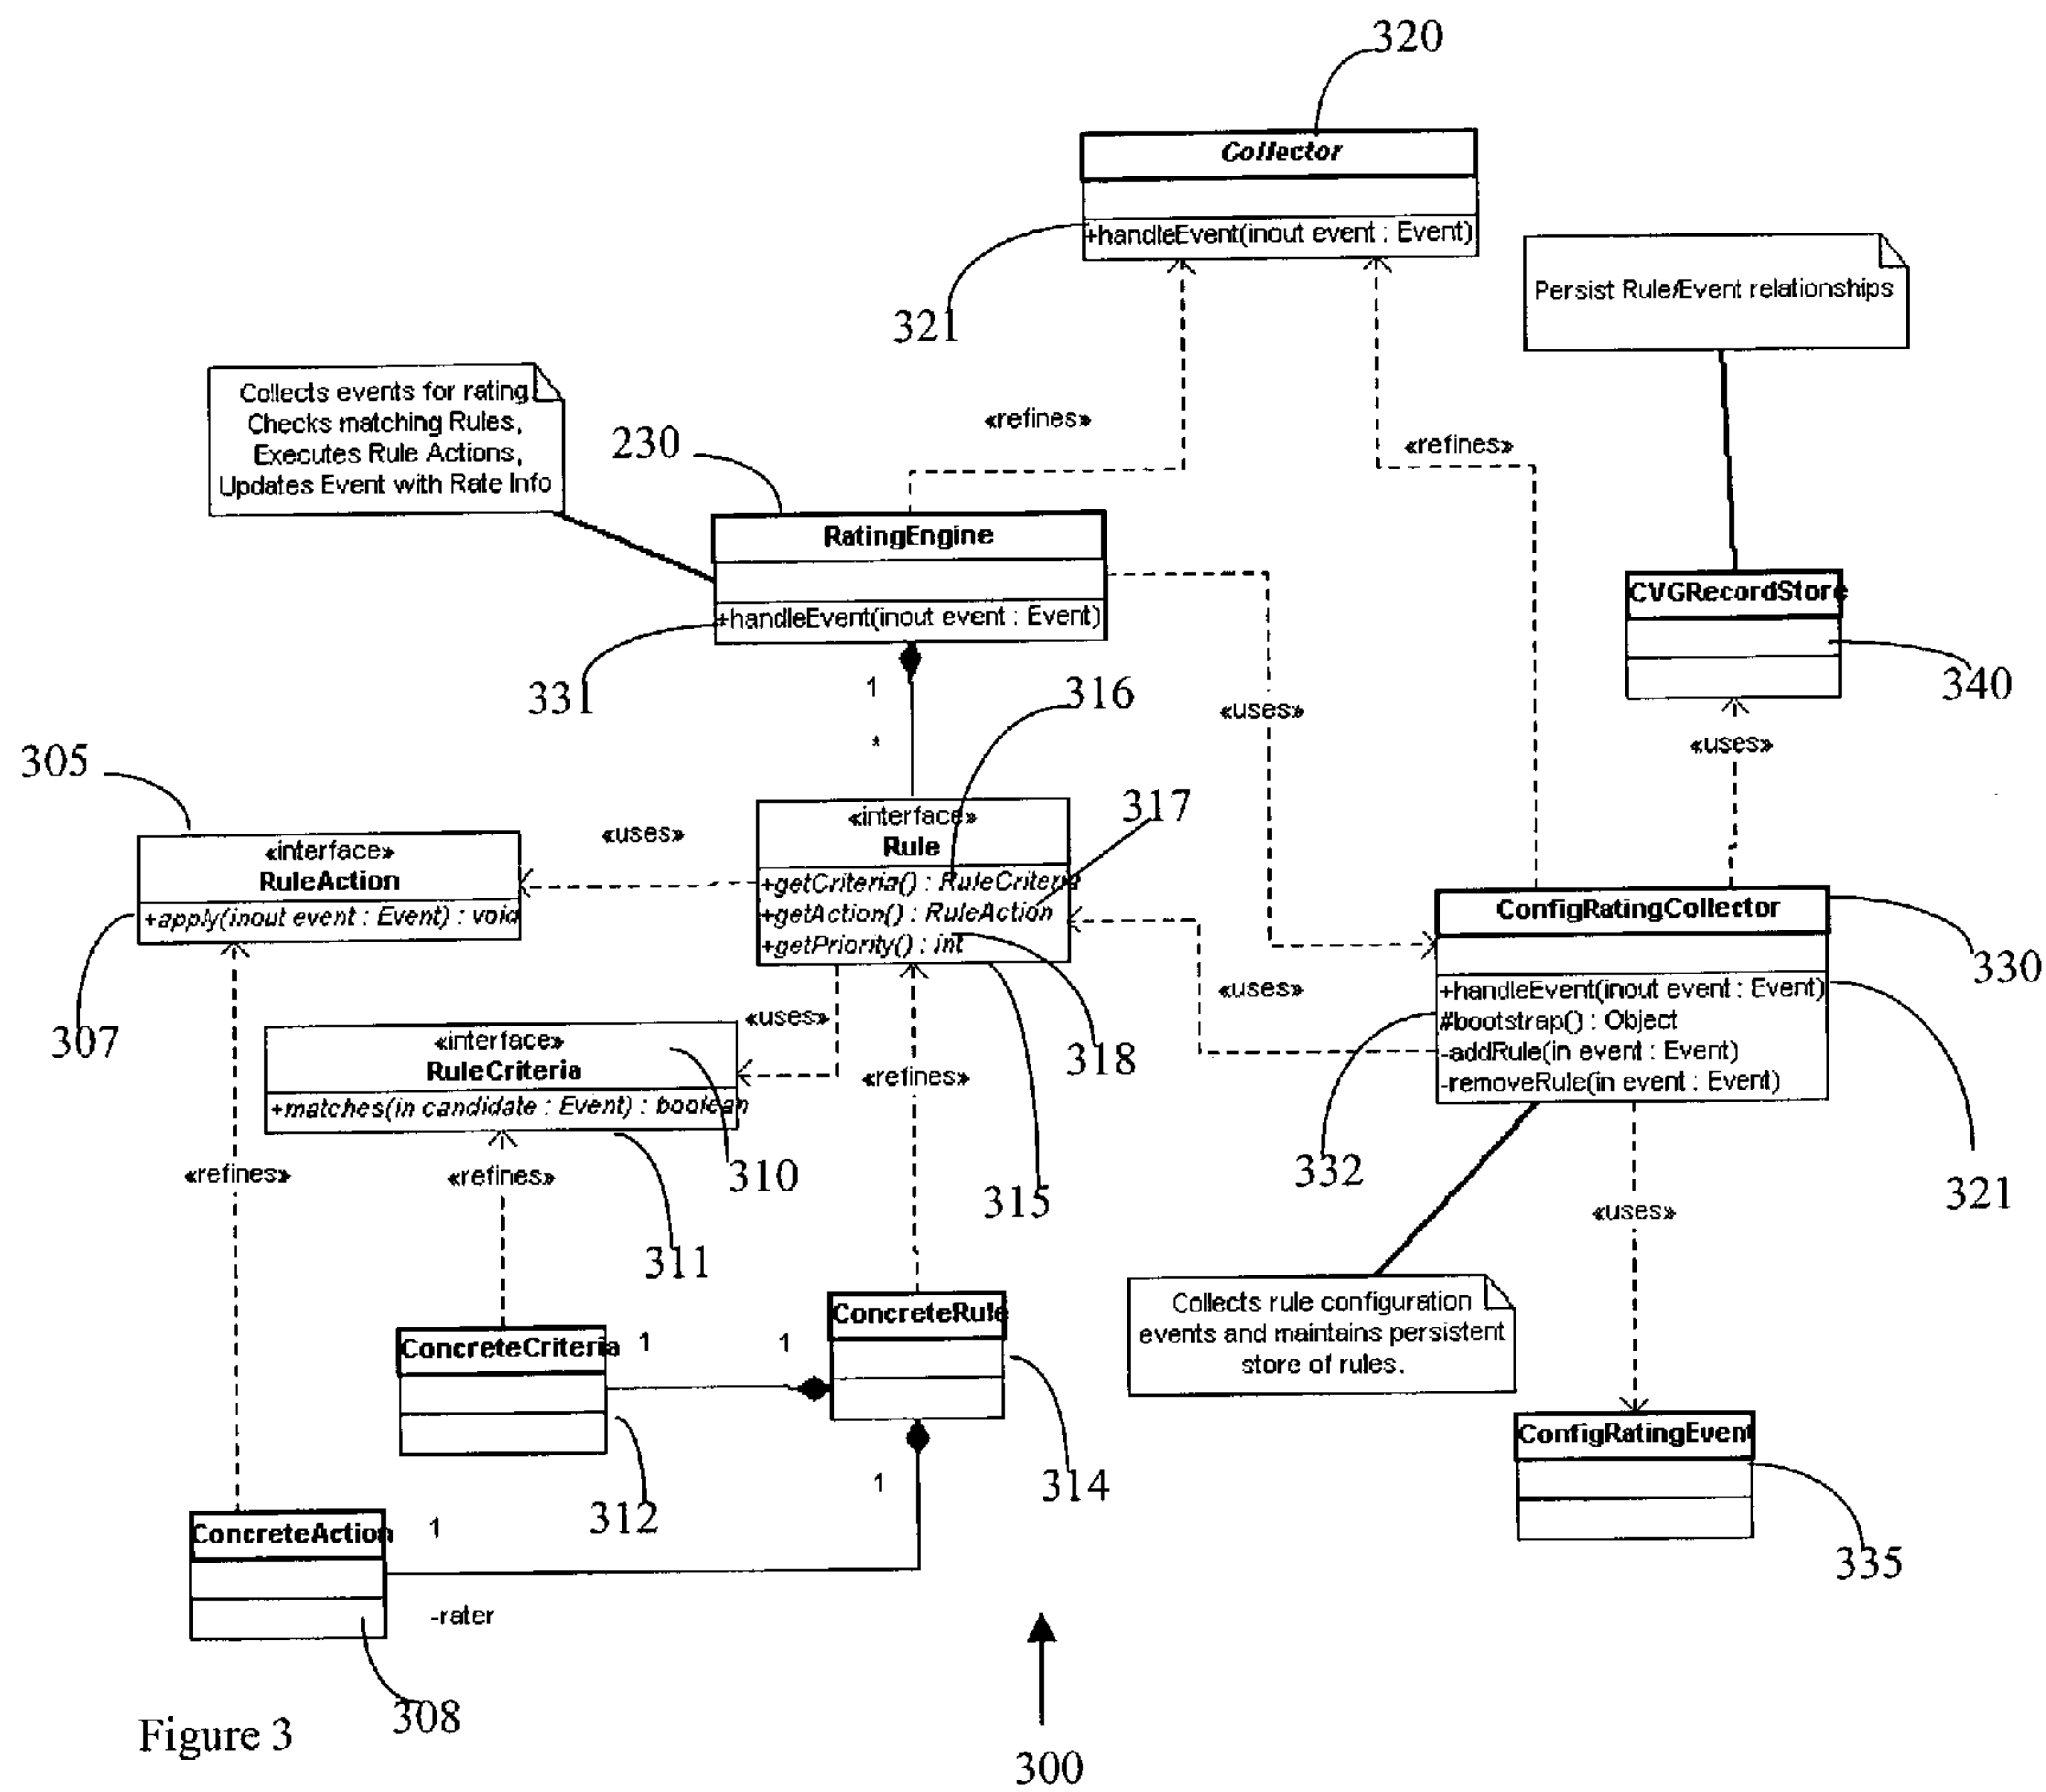 320
Collector
+handleEvent(inout event : Event)
321
Persist Rule/Event relationships
Collects events for rating
Checks matching Rules,
Executes Rule Actions,
Updates Event with Rate Info
«refines»
«refines»
230
RatingEngine
+handleEvent(inout event : Event)
331
CVGRecordStore
340
1
*
316
«uses»
«uses»
305
«interface»
RuleAction
+apply(inout event : Event) : void
307
«uses»
«interface»
Rule
+getCriteria() : RuleCriteria
+getAction() : RuleAction
+getPriority() : int
317
318
315
ConfigRatingCollector
+handleEvent(inout event : Event)
#bootstrap() : Object
-addRule(in event : Event)
-removeRule(in event : Event)
330
321
332
«uses»
«uses»
«interface»
RuleCriteria
+matches(in candidate : Event) : boolean
310
311
«refines»
«refines»
«refines»
«uses»
Collects rule configuration
events and maintains persistent
store of rules.
ConcreteRule
314
ConcreteCriteria
1
1
312
1
ConfigRatingEvent
335
ConcreteAction
1
-rater
308
Figure 3
300